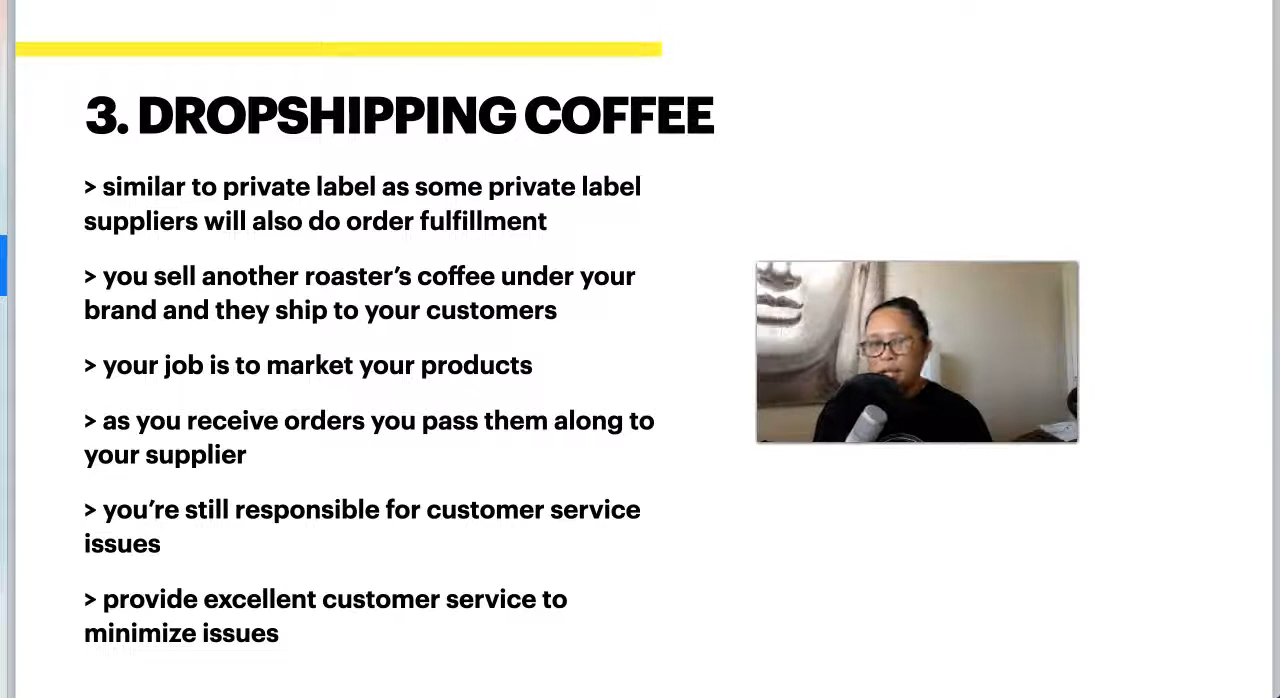 3. DROPSHIPPING COFFEE
> similar to private label as some private label
suppliers will also do order fulfillment
> you sell another roaster’s coffee under your
brand and they ship to your customers
> your job is to market your products
> as you receive orders you pass them along to
your supplier
> you’re still responsible for customer service
issues
> provide excellent customer service to
minimize issues